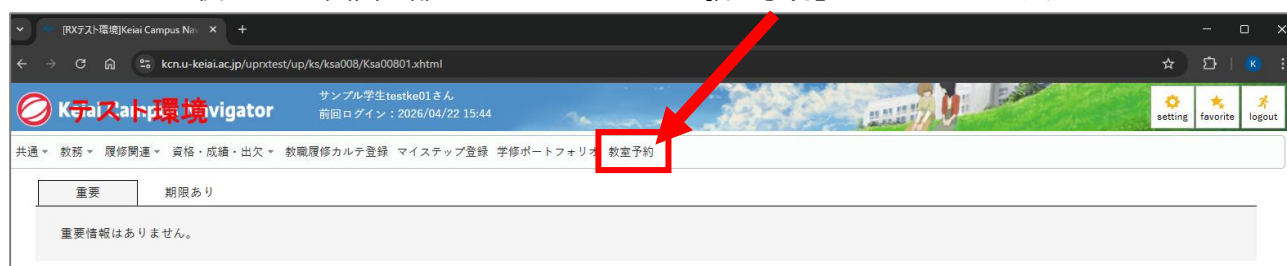 [RXテスト環境]Keiai Campus Nav
kcn.u-keiai.ac.jp/uprxtest/up/ks/ksa008/Ksa00801.xhtml
K
Keiai Campus Navigator
テスト環境
サンプル学生testke01さん
前回ログイン：2026/04/22 15:44
setting favorite logout
共通 教務 履修関連 資格・成績・出欠 教職履修カルテ登録 マイステップ登録 学修ポートフォリオ 教室予約
重要 期限あり
重要情報はありません。